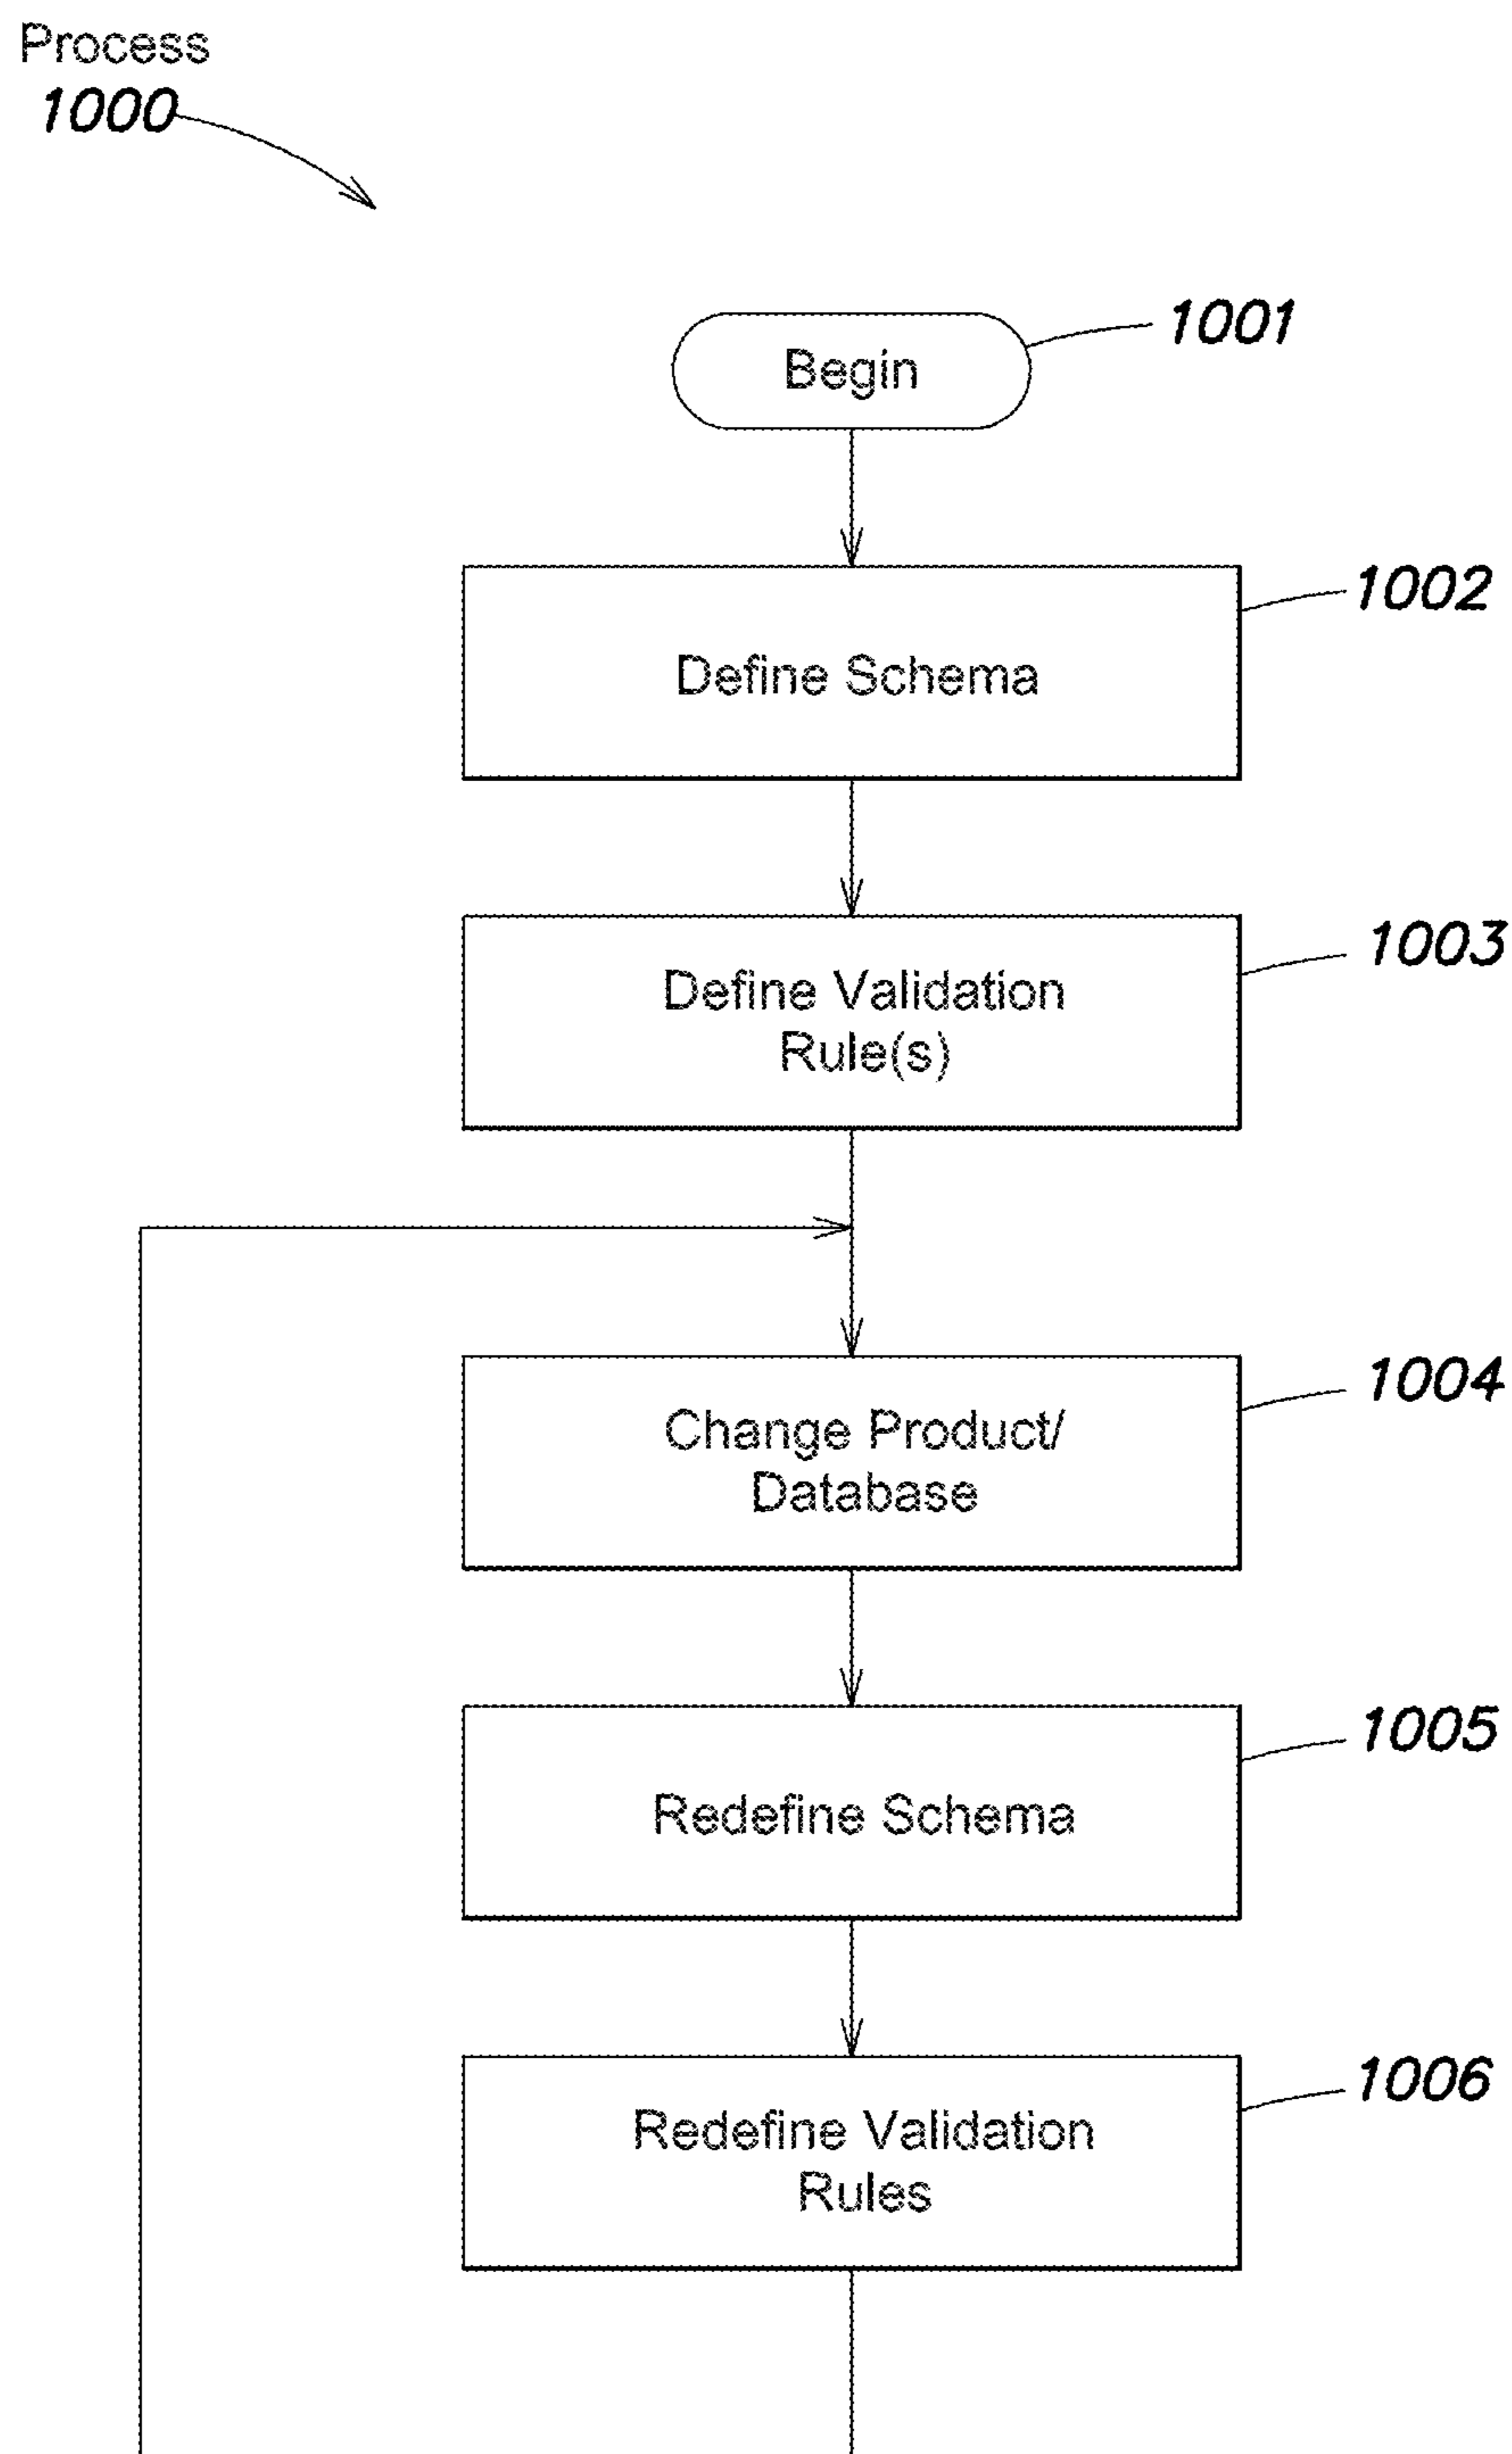 Process
1000
1001
Begin
1002
Define Schema
1003
Define Validation
Rule(s)
1004
Change Product/
Database
1005
Redefine Schema
1006
Redefine Validation
Rules